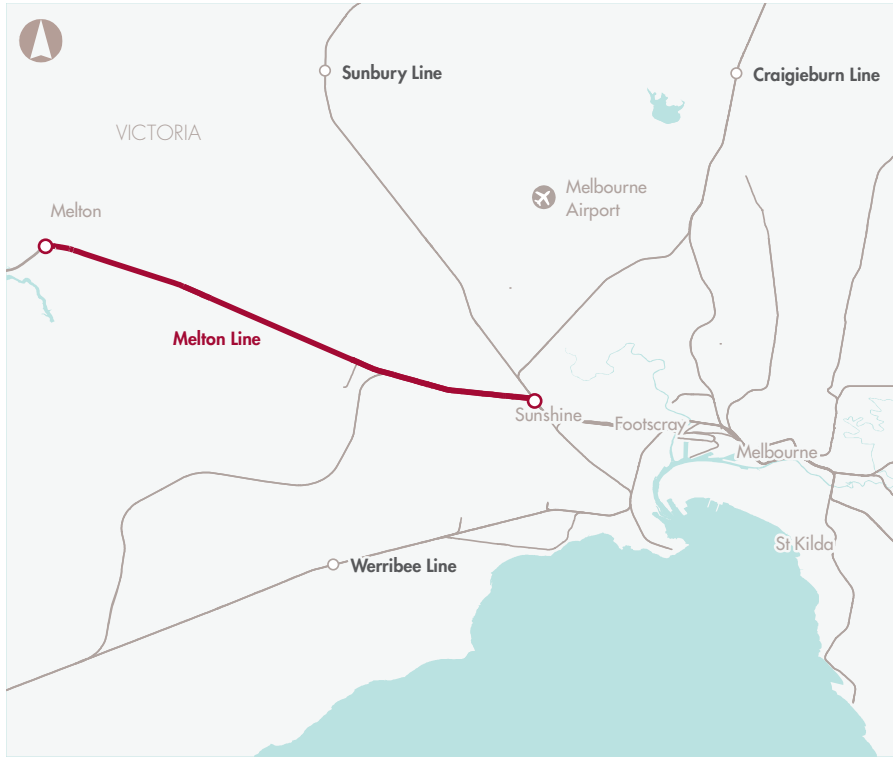 Sunbury Line
Craigieburn Line
VICTORIA
Melbourne
Airport
Melton
Melton Line
Sunshine
Footscray
Melbourne
St Kilda
Werribee Line